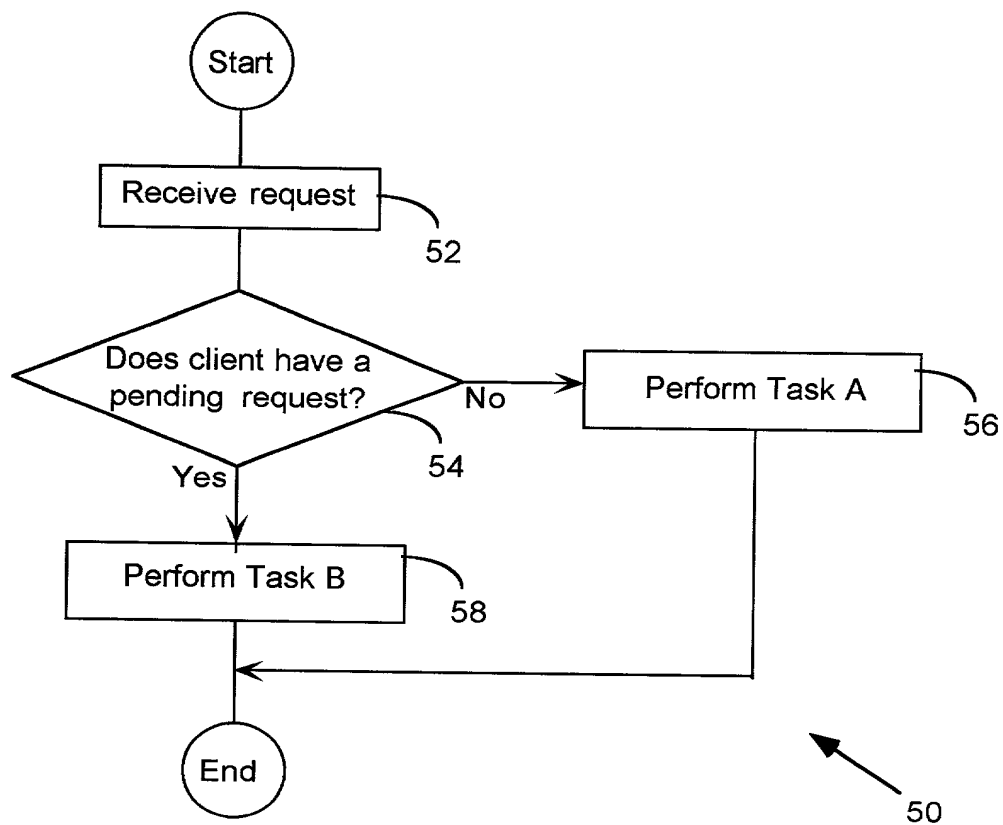 Start
Receive request
52
Does client have a
pending request?
No
54
Perform Task A
56
Yes
Perform Task B
58
End
50